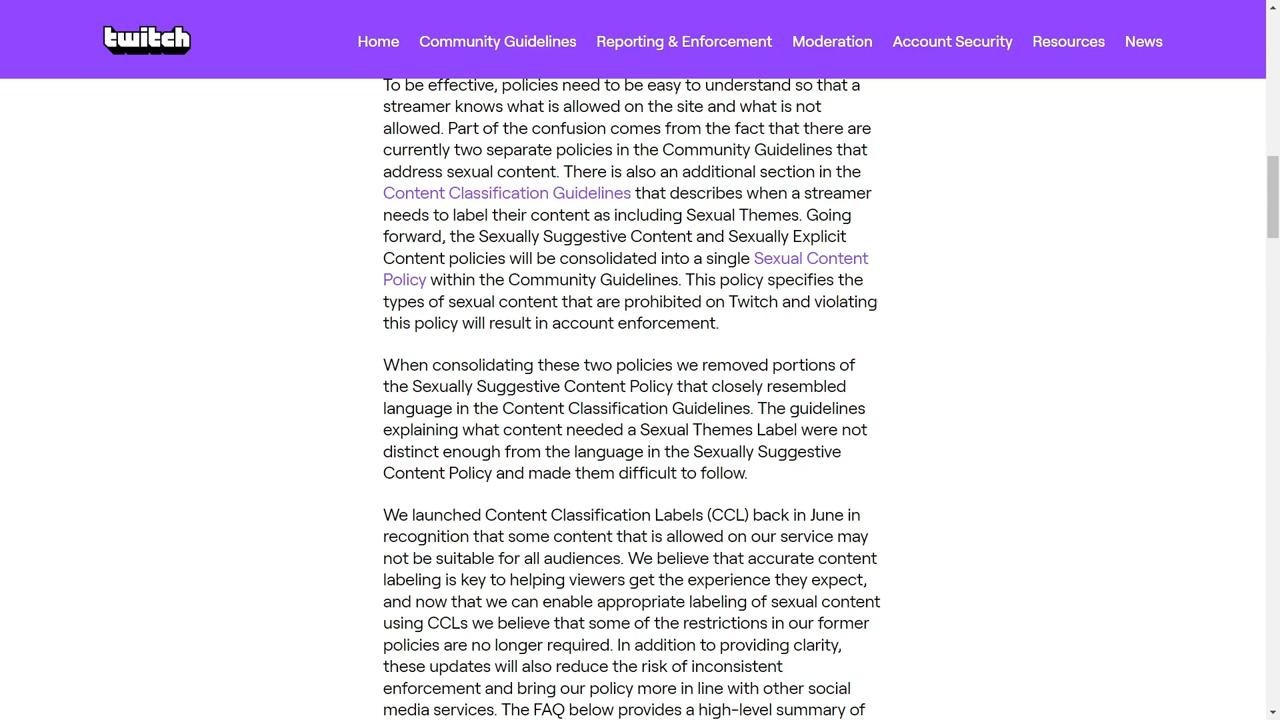 twitch
Home Community Guidelines Reporting & Enforcement Moderation Account Security Resources News
To be effective, policies need to be easy to understand so that a
streamer knows what is allowed on the site and what is not
allowed. Part of the confusion comes from the fact that there are
currently two separate policies in the Community Guidelines that
address sexual content. There is also an additional section in the
Content Classification Guidelines that describes when a streamer
needs to label their content as including Sexual Themes. Going
forward, the Sexually Suggestive Content and Sexually Explicit
Content policies will be consolidated into a single Sexual Content
Policy within the Community Guidelines. This policy specifies the
types of sexual content that are prohibited on Twitch and violating
this policy will result in account enforcement.
When consolidating these two policies we removed portions of
the Sexually Suggestive Content Policy that closely resembled
language in the Content Classification Guidelines. The guidelines
explaining what content needed a Sexual Themes Label were not
distinct enough from the language in the Sexually Suggestive
Content Policy and made them difficult to follow.
We launched Content Classification Labels (CCL) back in June in
recognition that some content that is allowed on our service may
not be suitable for all audiences. We believe that accurate content
labeling is key to helping viewers get the experience they expect,
and now that we can enable appropriate labeling of sexual content
using CCLs we believe that some of the restrictions in our former
policies are no longer required. In addition to providing clarity,
these updates will also reduce the risk of inconsistent
enforcement and bring our policy more in line with other social
media services. The FAQ below provides a high-level summary of